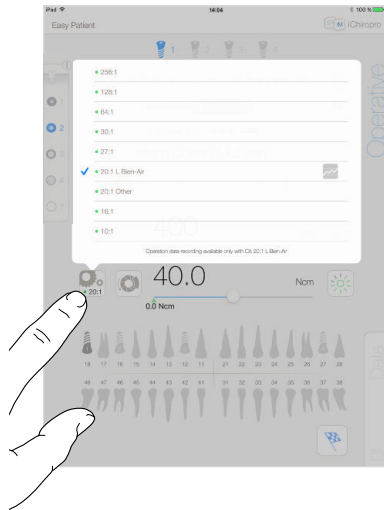 iPad 14:04 100 %
Easy Patient iChiropro
1 2 3 4
256:1
128:1
64:1
30:1
27:1
20:1 L Bien-Air
20:1 Other
16:1
10:1
Operation data recording available only with CA 20:1 L Bien-Air
Operative
1
2
3
4
20:1
40.0 Ncm
0.0 Ncm
18 17 16 15 14 13 12 11 21 22 23 24 25 26 27 28
48 47 46 45 44 43 42 41 31 32 33 34 35 36 37 38